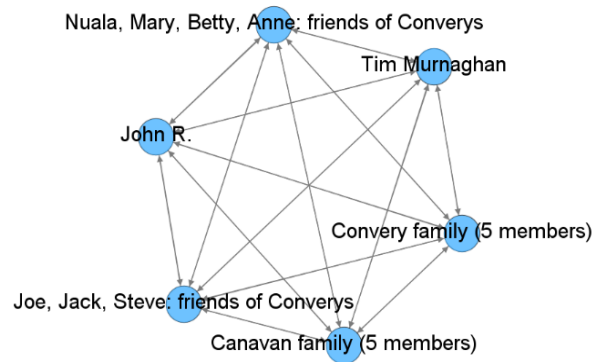 Nuala, Mary, Betty, Anne: friends of Converys
Tim Murnaghan
John R.
Convery family (5 members)
Joe, Jack, Steve: friends of Converys
Canavan family (5 members)